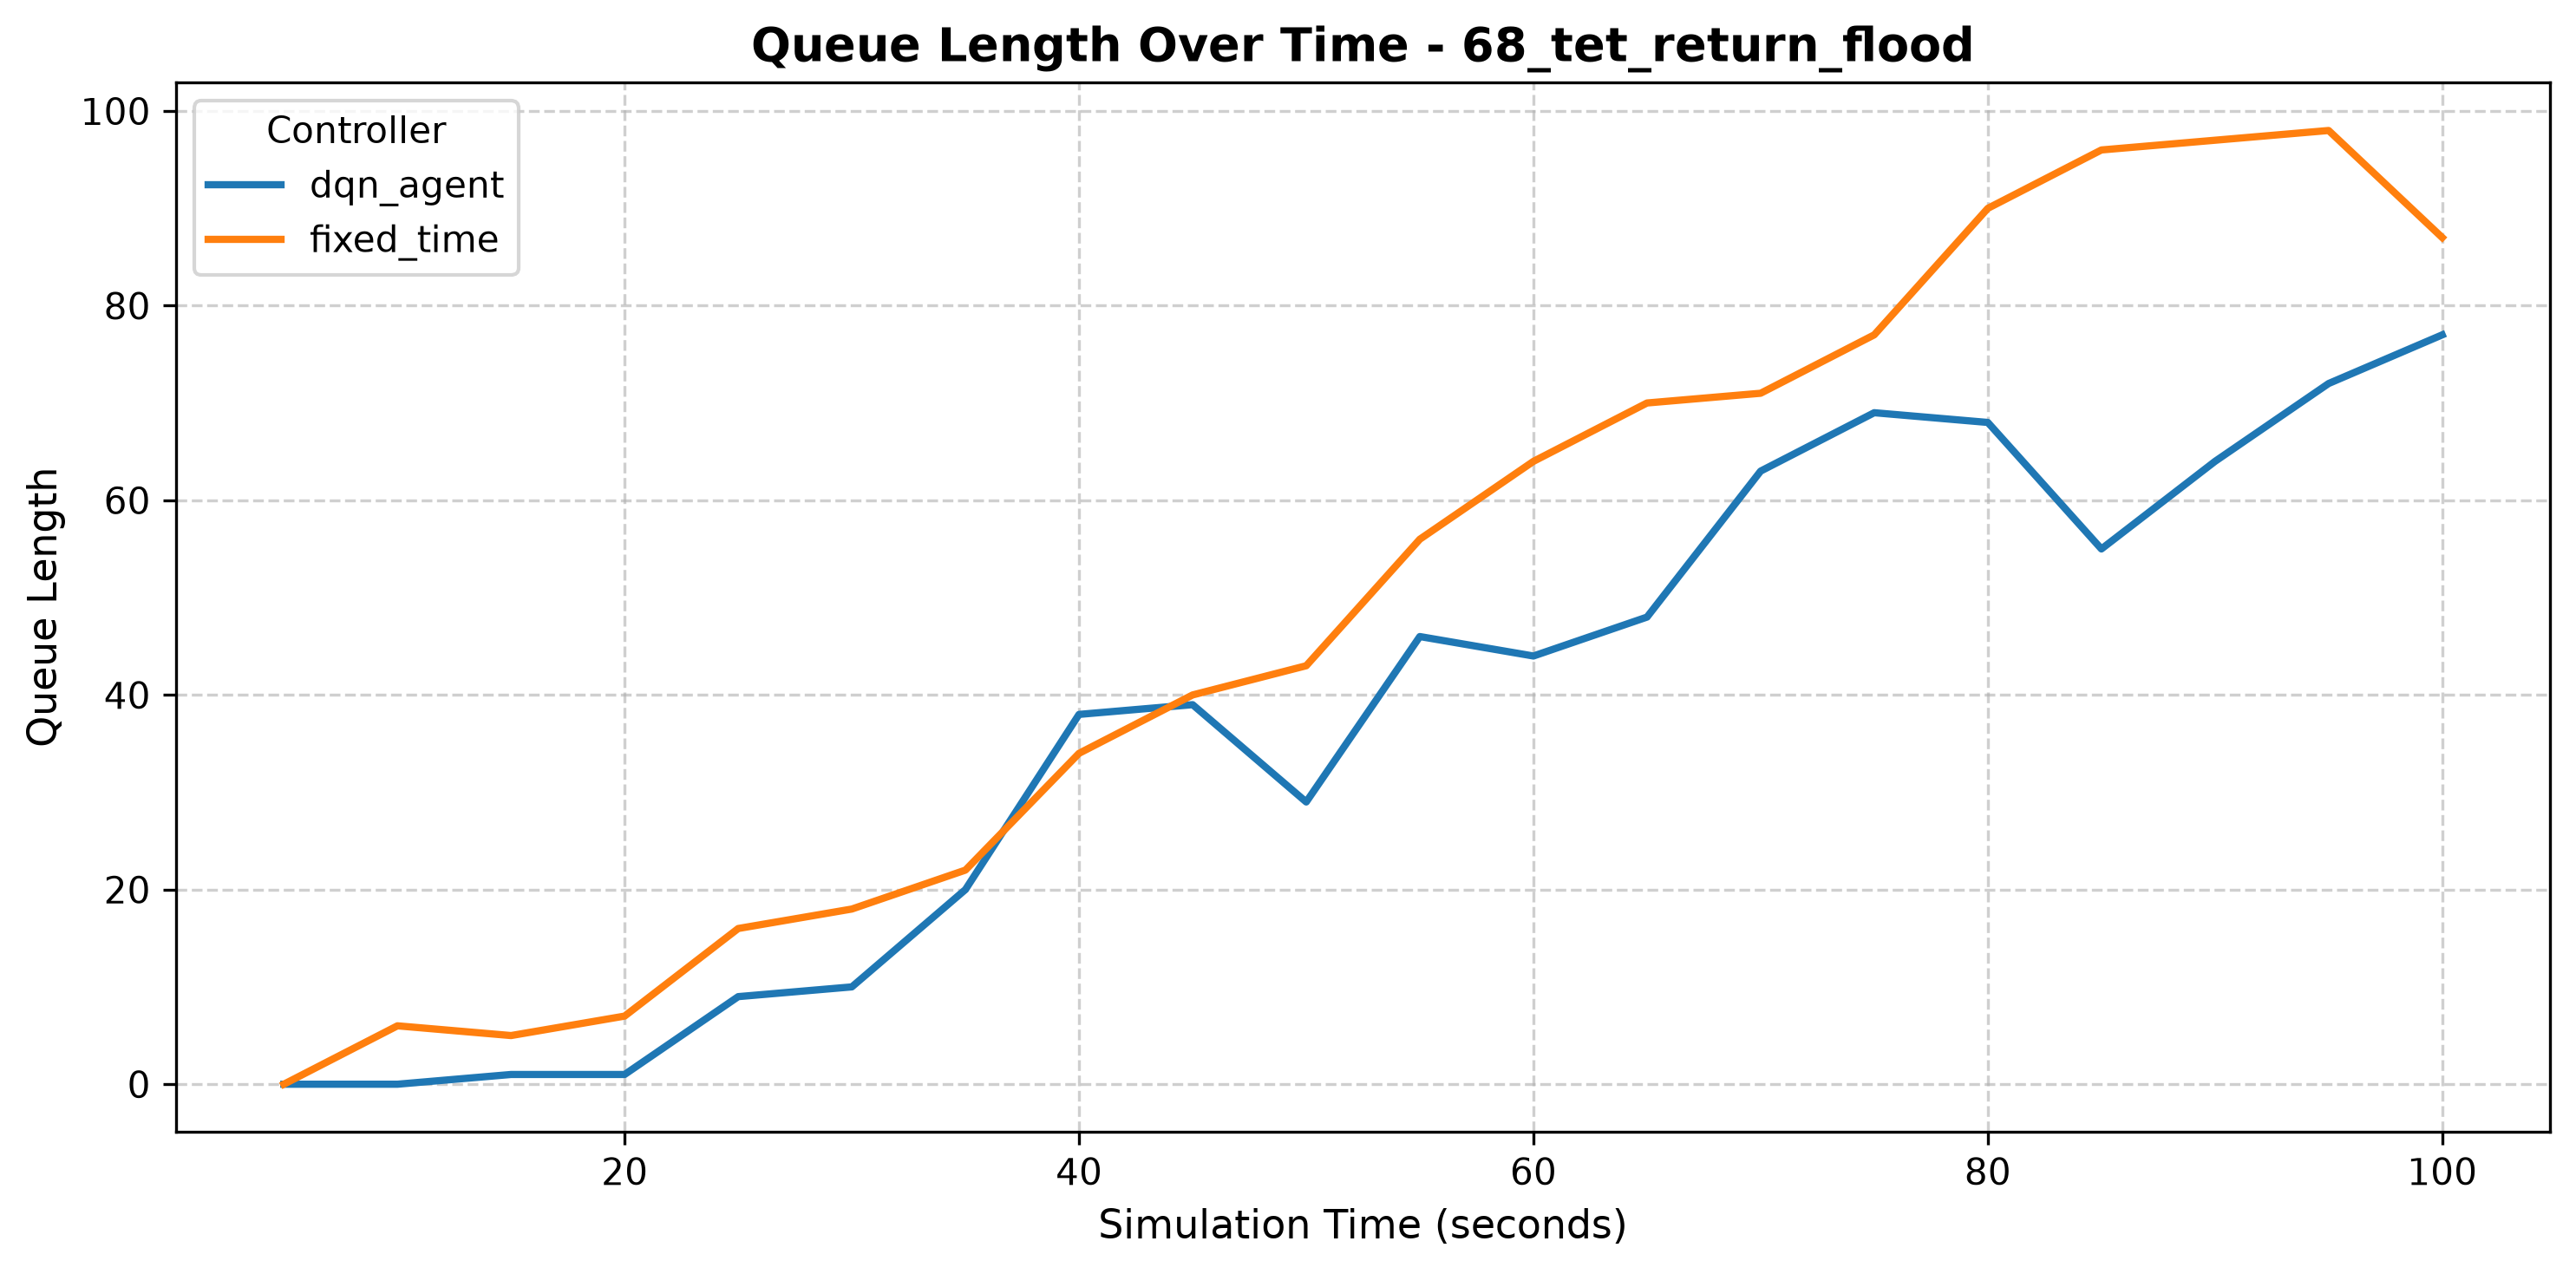 Queue Length Over Time - 68_tet_return_flood
Controller
dqn_agent
fixed_time
Queue Length
100
80
60
40
20
0
20 40 60 80 100
Simulation Time (seconds)